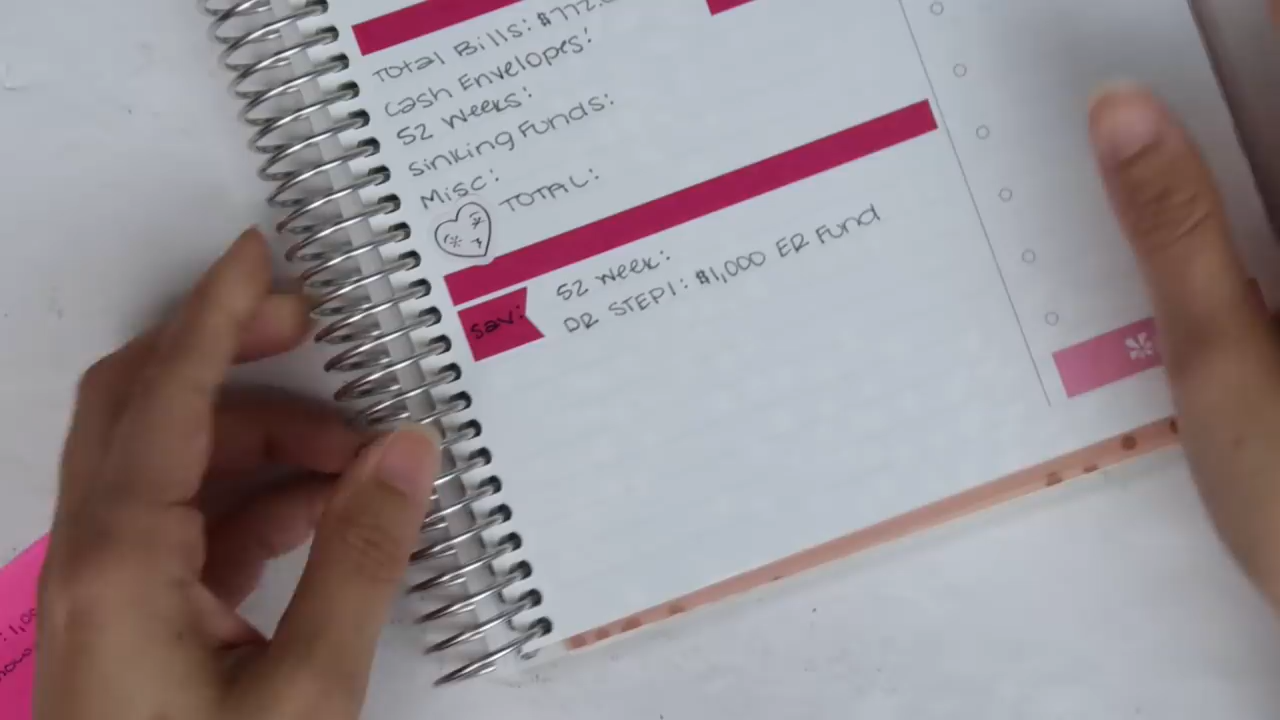 Total Bills: $772.
Cash Envelopes:
52 Weeks:
Sinking Funds:
Misc:
TOTAL:
sav:
52 week:
DR STEP 1: $1,000 ER Fund